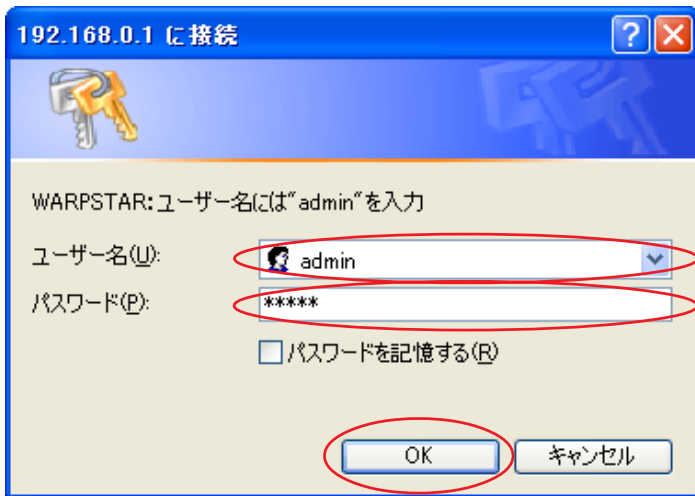 192.168.0.1 に接続
WARPSTAR:ユーザー名には"admin"を入力
ユーザー名(U):
admin
パスワード(P):
*****
パスワードを記憶する(R)
OK
キャンセル